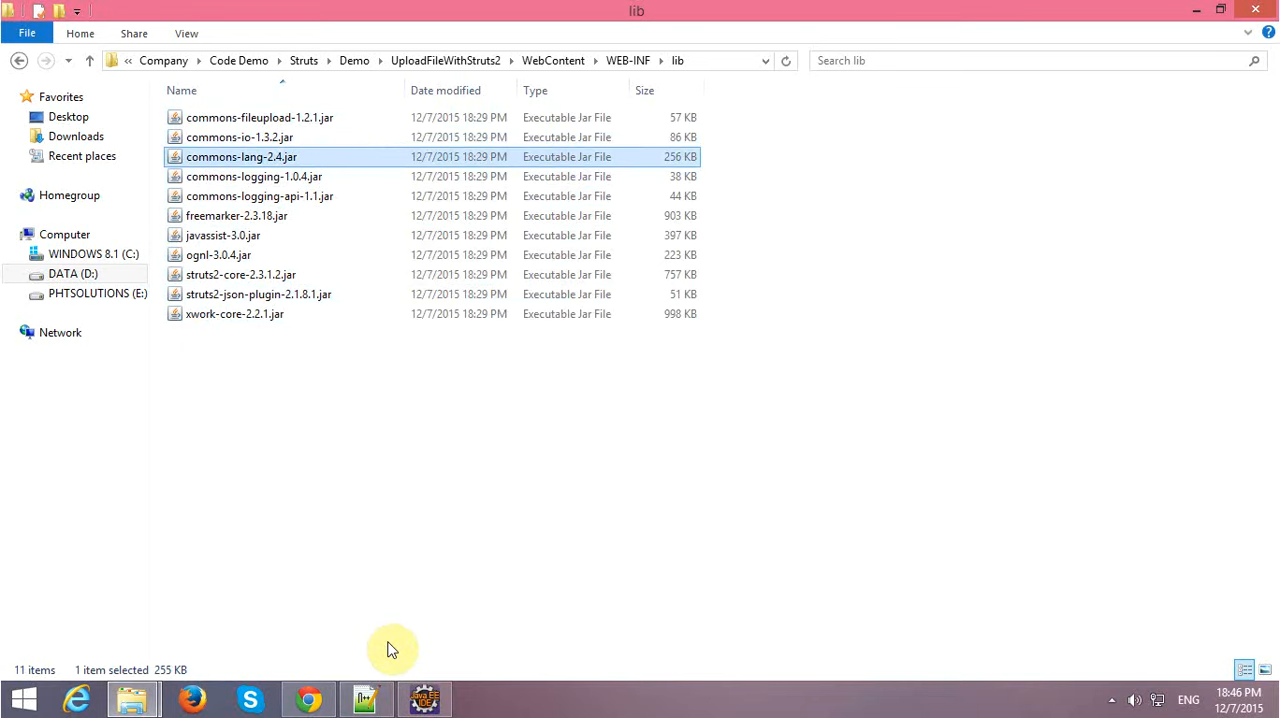 lib
File Home Share View
« Company Code Demo Struts Demo UploadFileWithStruts2 WebContent WEB-INF lib
Search lib
Name Date modified Type Size
Favorites
Desktop
Downloads
Recent places
Homegroup
Computer
WINDOWS 8.1 (C:)
DATA (D:)
PHTSOLUTIONS (E:)
Network
commons-fileupload-1.2.1.jar 12/7/2015 18:29 PM Executable Jar File 57 KB
commons-io-1.3.2.jar 12/7/2015 18:29 PM Executable Jar File 86 KB
commons-lang-2.4.jar 12/7/2015 18:29 PM Executable Jar File 256 KB
commons-logging-1.0.4.jar 12/7/2015 18:29 PM Executable Jar File 38 KB
commons-logging-api-1.1.jar 12/7/2015 18:29 PM Executable Jar File 44 KB
freemarker-2.3.18.jar 12/7/2015 18:29 PM Executable Jar File 903 KB
javassist-3.0.jar 12/7/2015 18:29 PM Executable Jar File 397 KB
ognl-3.0.4.jar 12/7/2015 18:29 PM Executable Jar File 223 KB
struts2-core-2.3.1.2.jar 12/7/2015 18:29 PM Executable Jar File 757 KB
struts2-json-plugin-2.1.8.1.jar 12/7/2015 18:29 PM Executable Jar File 51 KB
xwork-core-2.2.1.jar 12/7/2015 18:29 PM Executable Jar File 998 KB
11 items 1 item selected 255 KB
Java EE
IDE
ENG
18:46 PM
12/7/2015